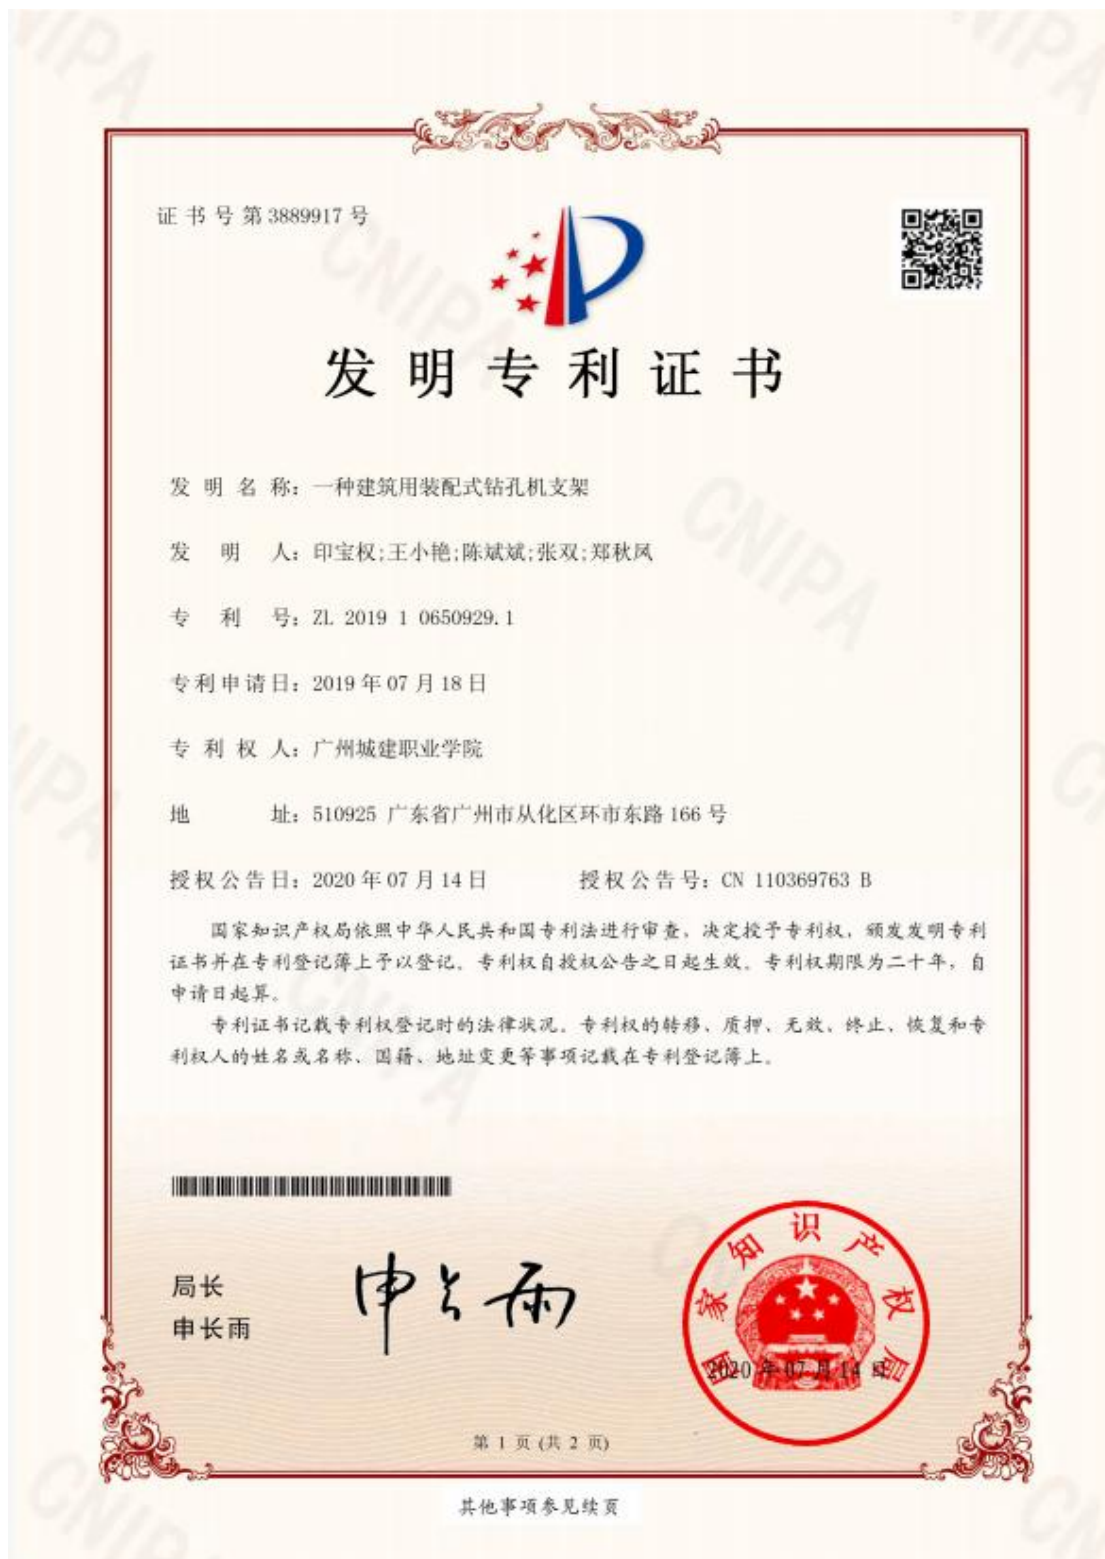 证书号第3889917号
发明专利证书
发明名称：一种建筑用装配式钻孔机支架
发明人：印宝权;王小艳;陈斌斌;张双;郑秋凤
专利号：ZL 2019 1 0650929.1
专利申请日：2019年07月18日
专利权人：广州城建职业学院
地址：510925 广东省广州市从化区环市东路166号
授权公告日：2020年07月14日 授权公告号：CN 110369763 B
国家知识产权局依照中华人民共和国专利法进行审查，决定授予专利权，颁发发明专利
证书并在专利登记簿上予以登记。专利权自授权公告之日起生效。专利权期限为二十年，自
申请日起算。
专利证书记载专利权登记时的法律状况。专利权的转移、质押、无效、终止、恢复和专
利权人的姓名或名称、国籍、地址变更等事项记载在专利登记簿上。
局长
申长雨
申长雨
国家知识产权局
2020年07月14日
第 1 页 (共 2 页)
其他事项参见续页
CNIPA
CNIPA
CNIPA
CNIPA
CNIPA
CNIPA